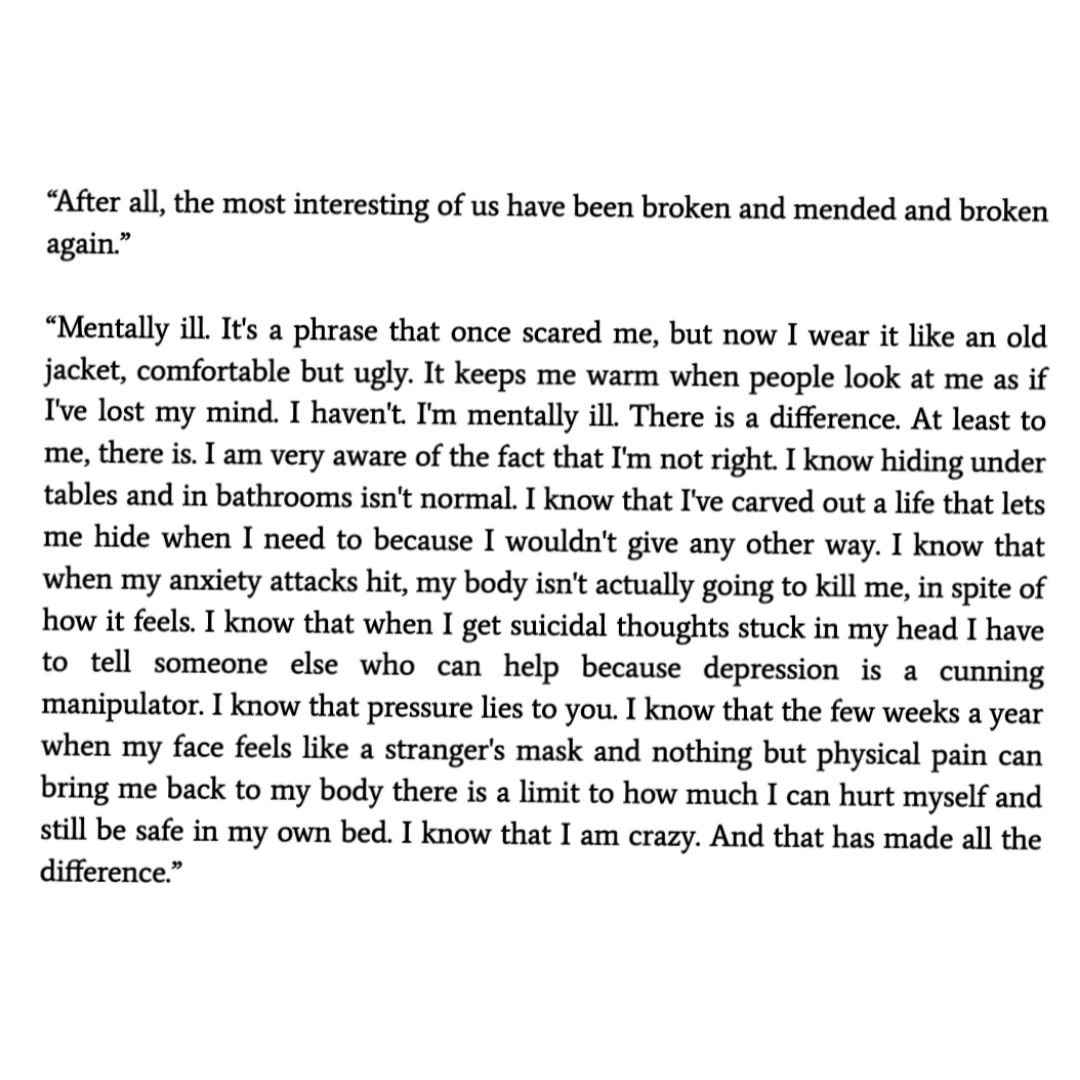 “After all, the most interesting of us have been broken and mended and broken
again.”
“Mentally ill. It's a phrase that once scared me, but now I wear it like an old
jacket, comfortable but ugly. It keeps me warm when people look at me as if
I've lost my mind. I haven't. I'm mentally ill. There is a difference. At least to
me, there is. I am very aware of the fact that I'm not right. I know hiding under
tables and in bathrooms isn't normal. I know that I've carved out a life that lets
me hide when I need to because I wouldn't give any other way. I know that
when my anxiety attacks hit, my body isn't actually going to kill me, in spite of
how it feels. I know that when I get suicidal thoughts stuck in my head I have
to tell someone else who can help because depression is a cunning
manipulator. I know that pressure lies to you. I know that the few weeks a year
when my face feels like a stranger's mask and nothing but physical pain can
bring me back to my body there is a limit to how much I can hurt myself and
still be safe in my own bed. I know that I am crazy. And that has made all the
difference.”